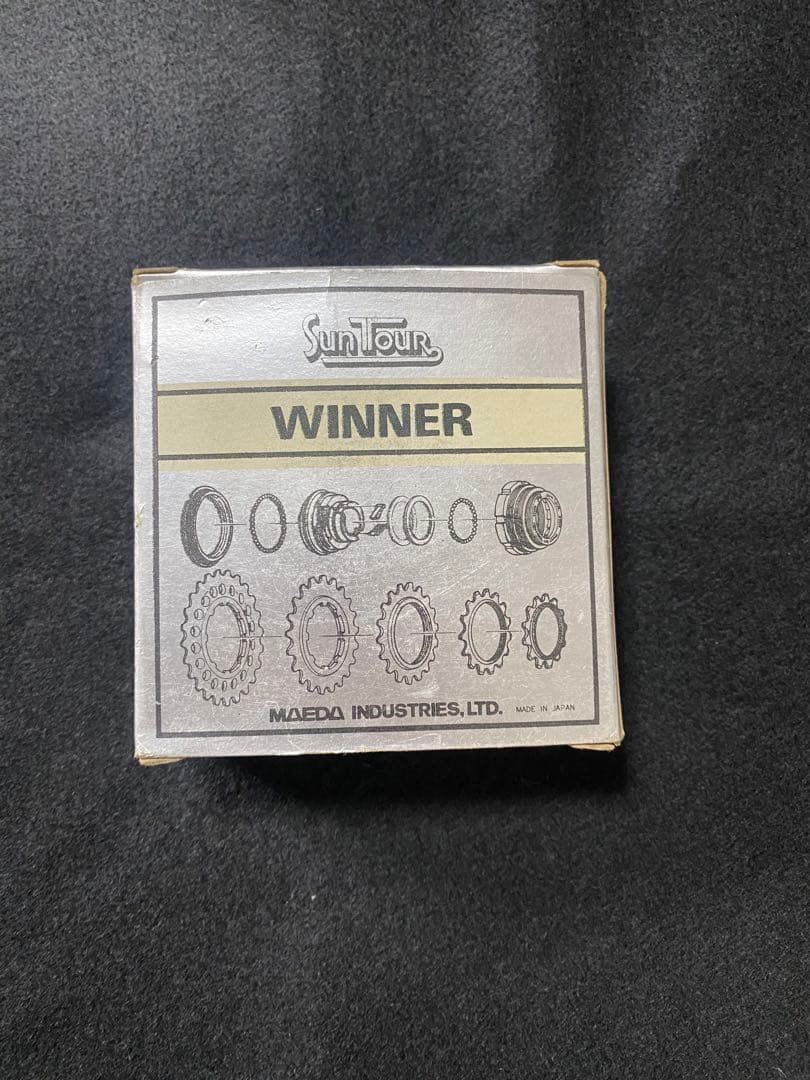 SunTour
WINNER
MAEDA INDUSTRIES, LTD. MADE IN JAPAN